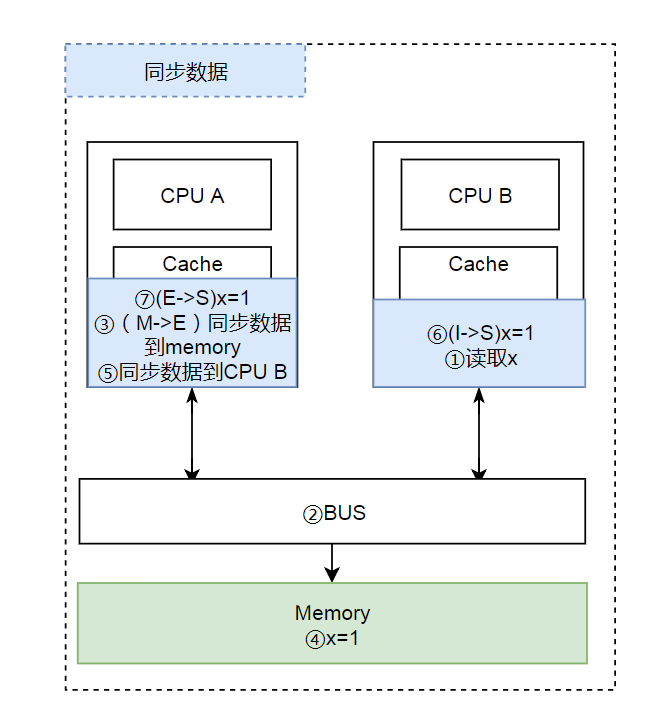 同步数据
CPU A
CPU B
Cache
Cache
⑦(E->S)x=1
③（M->E）同步数据
到memory
⑤同步数据到CPU B
⑥(I->S)x=1
①读取x
②BUS
Memory
④x=1